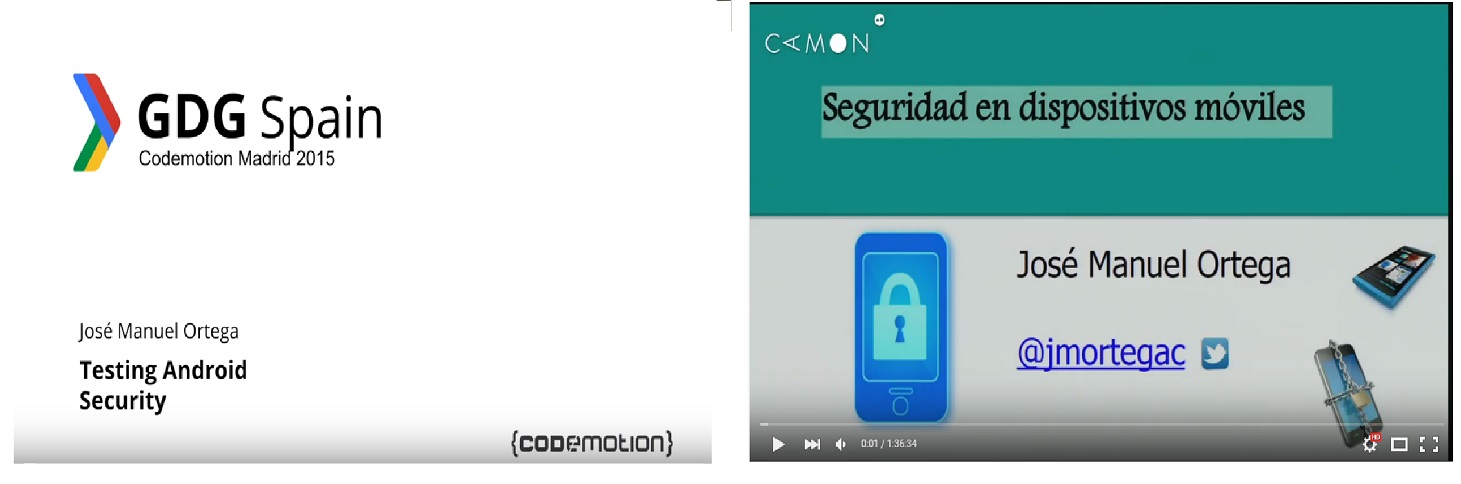 GDG Spain
Codemotion Madrid 2015
José Manuel Ortega
Testing Android
Security
{codemotion}
CAMON
Seguridad en dispositivos móviles
José Manuel Ortega
@jmortegac
0:01 / 1:36:34
HD